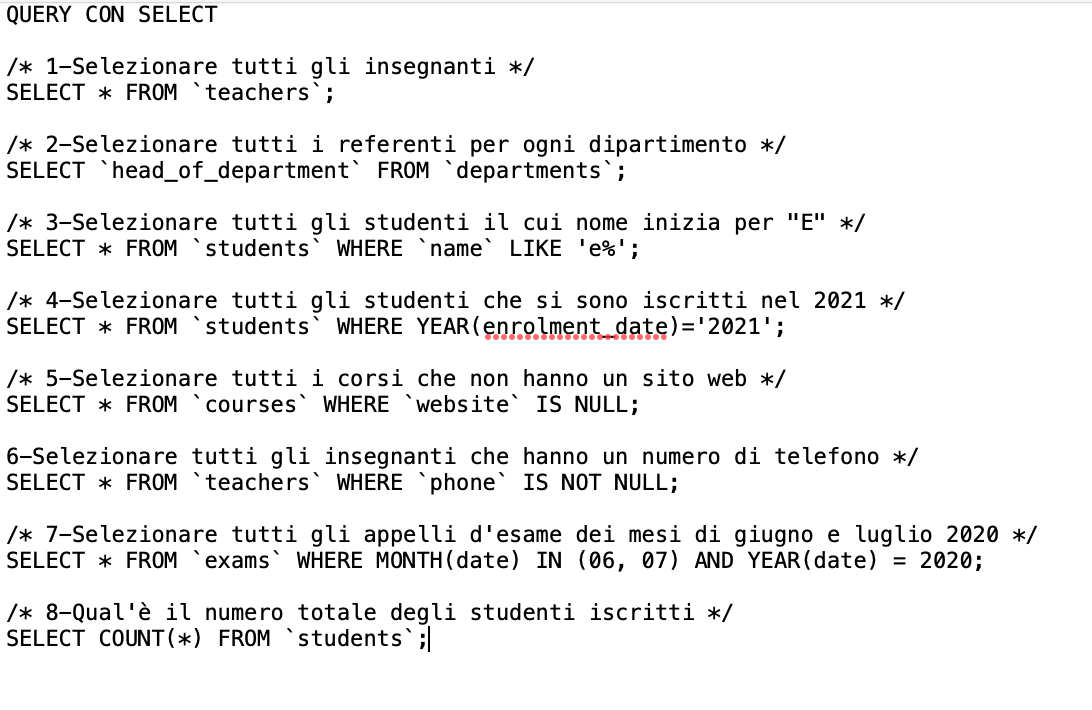 QUERY CON SELECT
/* 1-Selezionare tutti gli insegnanti */
SELECT * FROM `teachers`;
/* 2-Selezionare tutti i referenti per ogni dipartimento */
SELECT `head_of_department` FROM `departments`;
/* 3-Selezionare tutti gli studenti il cui nome inizia per "E" */
SELECT * FROM `students` WHERE `name` LIKE 'e%';
/* 4-Selezionare tutti gli studenti che si sono iscritti nel 2021 */
SELECT * FROM `students` WHERE YEAR(enrolment_date)='2021';
/* 5-Selezionare tutti i corsi che non hanno un sito web */
SELECT * FROM `courses` WHERE `website` IS NULL;
6-Selezionare tutti gli insegnanti che hanno un numero di telefono */
SELECT * FROM `teachers` WHERE `phone` IS NOT NULL;
/* 7-Selezionare tutti gli appelli d'esame dei mesi di giugno e luglio 2020 */
SELECT * FROM `exams` WHERE MONTH(date) IN (06, 07) AND YEAR(date) = 2020;
/* 8-Qual'è il numero totale degli studenti iscritti */
SELECT COUNT(*) FROM `students`;